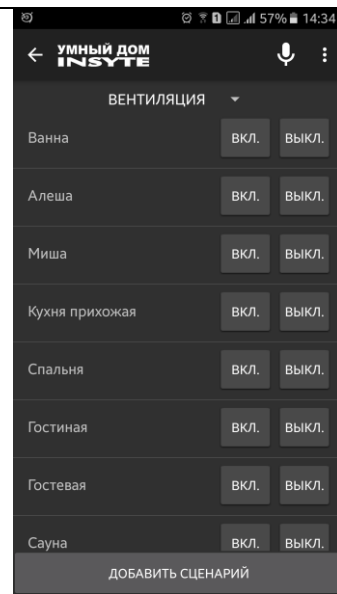 57% 14:34
УМНЫЙ ДОМ
INSYTE
ВЕНТИЛЯЦИЯ
Ванна ВКЛ. ВЫКЛ.
Алеша ВКЛ. ВЫКЛ.
Миша ВКЛ. ВЫКЛ.
Кухня прихожая ВКЛ. ВЫКЛ.
Спальня ВКЛ. ВЫКЛ.
Гостиная ВКЛ. ВЫКЛ.
Гостевая ВКЛ. ВЫКЛ.
Сауна ВКЛ. ВЫКЛ.
ДОБАВИТЬ СЦЕНАРИЙ